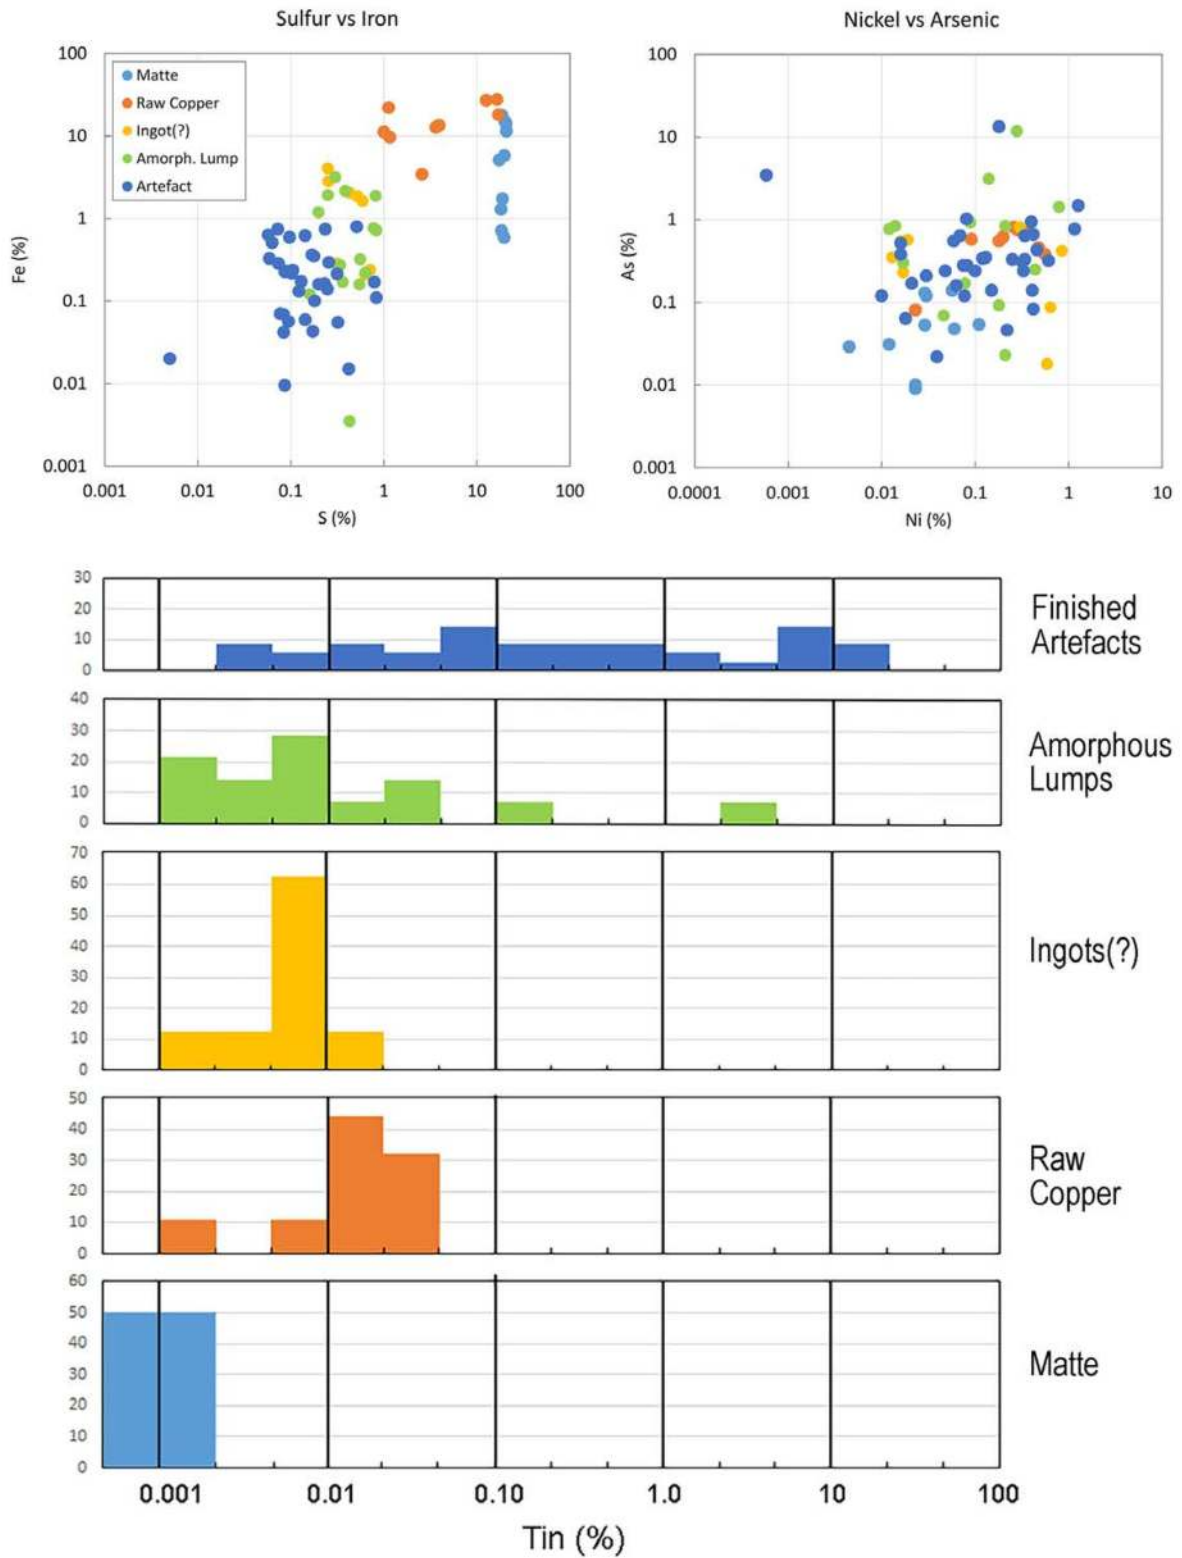 Sulfur vs Iron
100
10
1
0.1
0.01
0.001
Fe (%)
Matte
Raw Copper
Ingot(?)
Amorph. Lump
Artefact
0.001 0.01 0.1 1 10 100
S (%)
Nickel vs Arsenic
100
10
1
0.1
0.01
0.001
As (%)
0.0001 0.001 0.01 0.1 1 10
Ni (%)
30
20
10
0
Finished
Artefacts
40
30
20
10
0
Amorphous
Lumps
70
60
50
40
30
20
10
0
Ingots(?)
50
40
30
20
10
0
Raw
Copper
60
50
40
30
20
10
0
Matte
0.001 0.01 0.10 1.0 10 100
Tin (%)